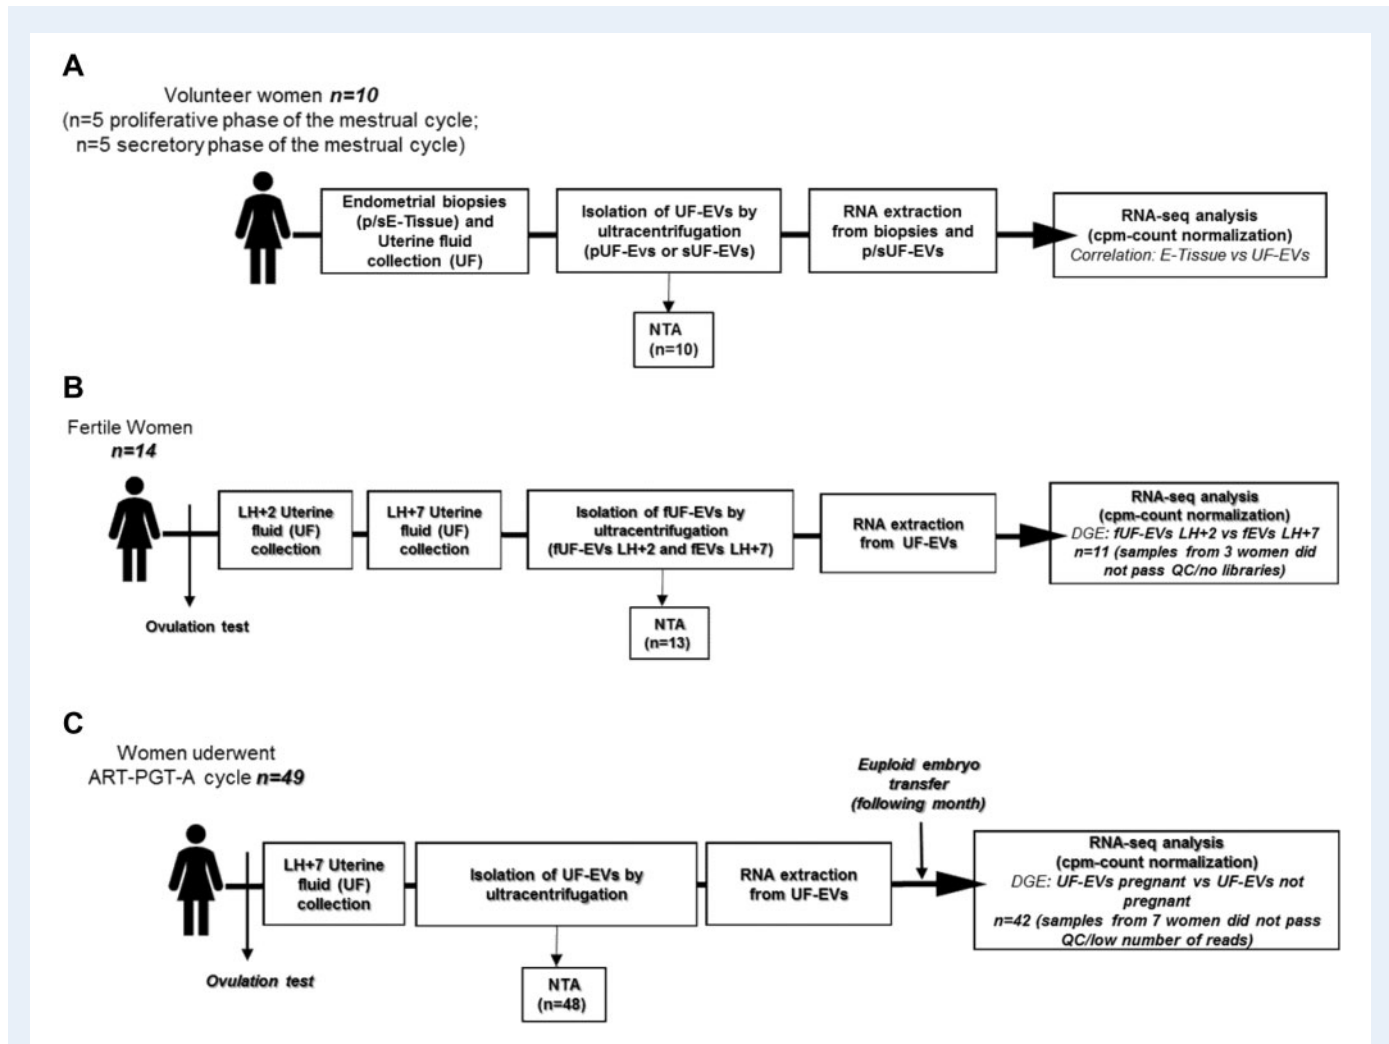 A
Volunteer women n=10
(n=5 proliferative phase of the mestrual cycle;
n=5 secretory phase of the mestrual cycle)
Endometrial biopsies
(p/sE-Tissue) and
Uterine fluid
collection (UF)
Isolation of UF-EVs by
ultracentrifugation
(pUF-Evs or sUF-EVs)
RNA extraction
from biopsies and
p/sUF-EVs
RNA-seq analysis
(cpm-count normalization)
Correlation: E-Tissue vs UF-EVs
NTA
(n=10)
B
Fertile Women
n=14
Ovulation test
LH+2 Uterine
fluid (UF)
collection
LH+7 Uterine
fluid (UF)
collection
Isolation of fUF-EVs by
ultracentrifugation
(fUF-EVs LH+2 and fEVs LH+7)
RNA extraction
from UF-EVs
RNA-seq analysis
(cpm-count normalization)
DGE: fUF-EVs LH+2 vs fEVs LH+7
n=11 (samples from 3 women did
not pass QC/no libraries)
NTA
(n=13)
C
Women uderwent
ART-PGT-A cycle n=49
Ovulation test
LH+7 Uterine
fluid (UF)
collection
Isolation of UF-EVs by
ultracentrifugation
RNA extraction
from UF-EVs
Euploid embryo
transfer
(following month)
RNA-seq analysis
(cpm-count normalization)
DGE: UF-EVs pregnant vs UF-EVs not
pregnant
n=42 (samples from 7 women did not pass
QC/low number of reads)
NTA
(n=48)